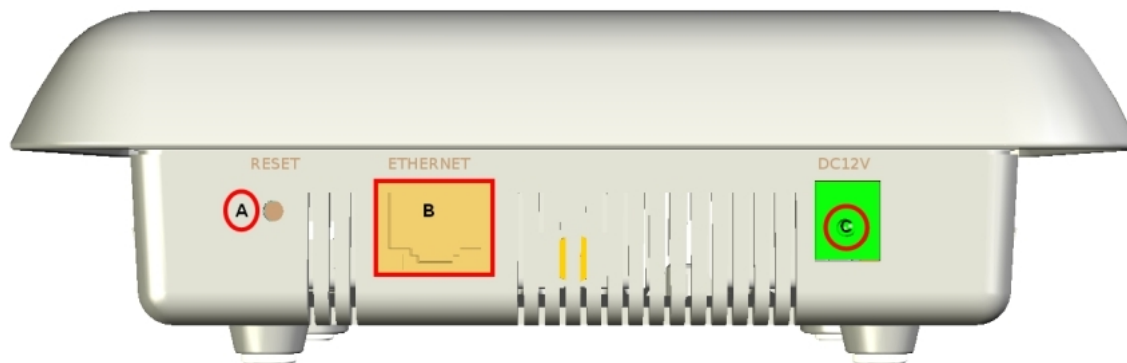 RESET
ETHERNET
DC12V
A
B
C